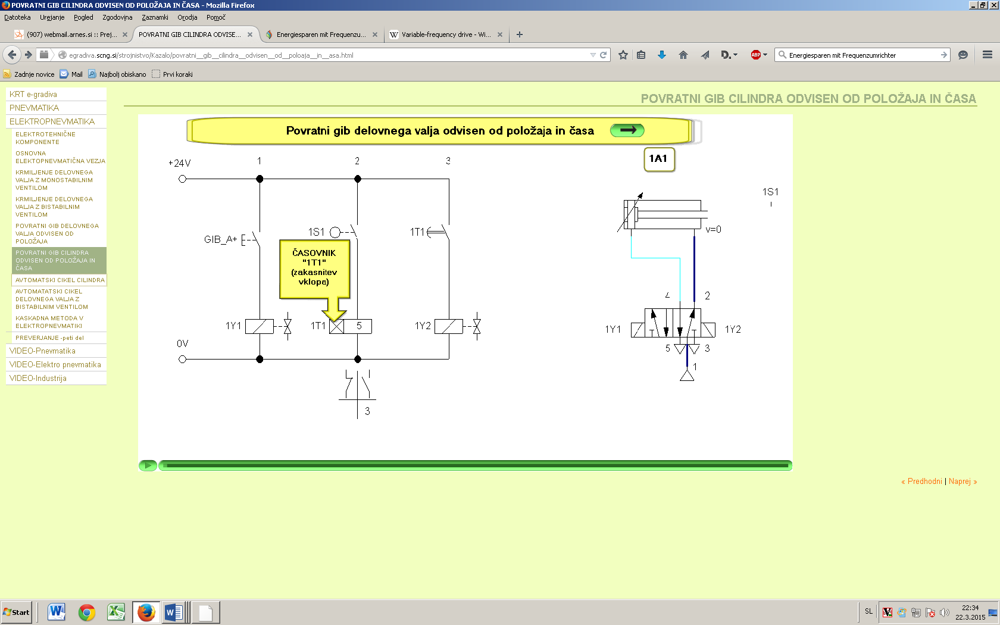 POVRATNI GIB CILINDRA ODVISEN OD POLOŽAJA IN ČASA - Mozilla Firefox
Datoteka Urejanje Pogled Zgodovina Zaznamki Orodja Pomoč
(907) webmail.arnes.si :: Prej...
POVRATNI GIB CILINDRA ODVISE...
Energiesparen mit Frequenzu...
W Variable-frequency drive - Wi...
egradiva.scng.si/strojnistvo/Kazalo/povratni__gib__cilindra__odvisen__od__poloaja__in__asa.html
D.
ABP
Energiesparen mit Frequenzumrichter
Zadnje novice Mail Najbolj obiskano Prvi koraki
KRT e-gradiva
PNEVMATIKA
ELEKTROPNEVMATIKA
ELEKTROTEHNIČNE
KOMPONENTE
OSNOVNA
ELEKTOPNEVMATIČNA VEZJA
KRMILJENJE DELOVNEGA
VALJA Z MONOSTABILNIM
VENTILOM
KRMILJENJE DELOVNEGA
VALJA Z BISTABILNIM
VENTILOM
POVRATNI GIB DELOVNEGA
VALJA ODVISEN OD
POLOŽAJA
POVRATNI GIB CILINDRA
ODVISEN OD POLOŽAJA IN
ČASA
AVTOMATSKI CIKEL CILINDRA
AVTOMATATSKI CIKEL
DELOVNEGA VALJA Z
BISTABILNIM VENTILOM
KASKADNA METODA V
ELEKTROPNEVMATIKI
PREVERJANJE -peti del
VIDEO-Pnevmatika
VIDEO-Elektro pnevmatika
VIDEO-Industrija
POVRATNI GIB CILINDRA ODVISEN OD POLOŽAJA IN ČASA
Povratni gib delovnega valja odvisen od položaja in časa
1A1
+24V 1 2 3
1S1
GIB_A+
1S1
1T1
v=0
ČASOVNIK
"1T1"
(zakasnitev
vklopa)
4 2
1Y1
1T1 5
1Y2
1Y1
1Y2
0V
5 3
1
3
« Predhodni | Naprej »
Start
SL
22:34
22.3.2015